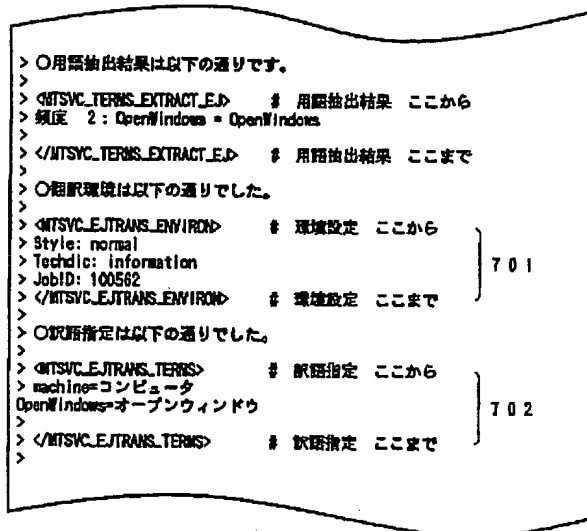 > ○用語抽出結果は以下の通りです。
>
> <MTSVC_TERMS_EXTRACT_EJ> # 用語抽出結果 ここから
> 頻度 2:OpenWindows = OpenWindows
>
> </MTSVC_TERMS_EXTRACT_EJ> # 用語抽出結果 ここまで
>
> ○翻訳環境は以下の通りでした。
>
> <MTSVC_EJTRANS_ENVIRON> # 環境設定 ここから
> Style: normal
> Techdic: information
> JobID: 100562
> </MTSVC_EJTRANS_ENVIRON> # 環境設定 ここまで
701
>
> ○訳語指定は以下の通りでした。
>
> <MTSVC_EJTRANS_TERMS> # 訳語指定 ここから
> machine=コンピュータ
OpenWindows=オープンウィンドウ
>
> </MTSVC_EJTRANS_TERMS> # 訳語指定 ここまで
702
>